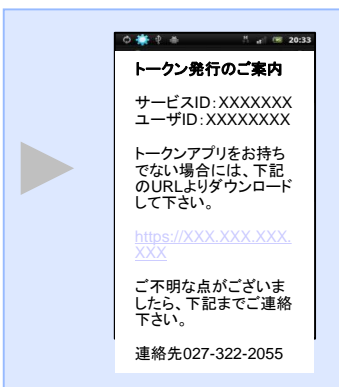 20:33
トークン発行のご案内
サービスID：XXXXXXX
ユーザID：XXXXXXXX
トークンアプリをお持ち
でない場合には、下記
のURLよりダウンロード
して下さい。
https://XXX.XXX.XXX.
XXX
ご不明な点がございま
したら、下記までご連絡
下さい。
連絡先027-322-2055